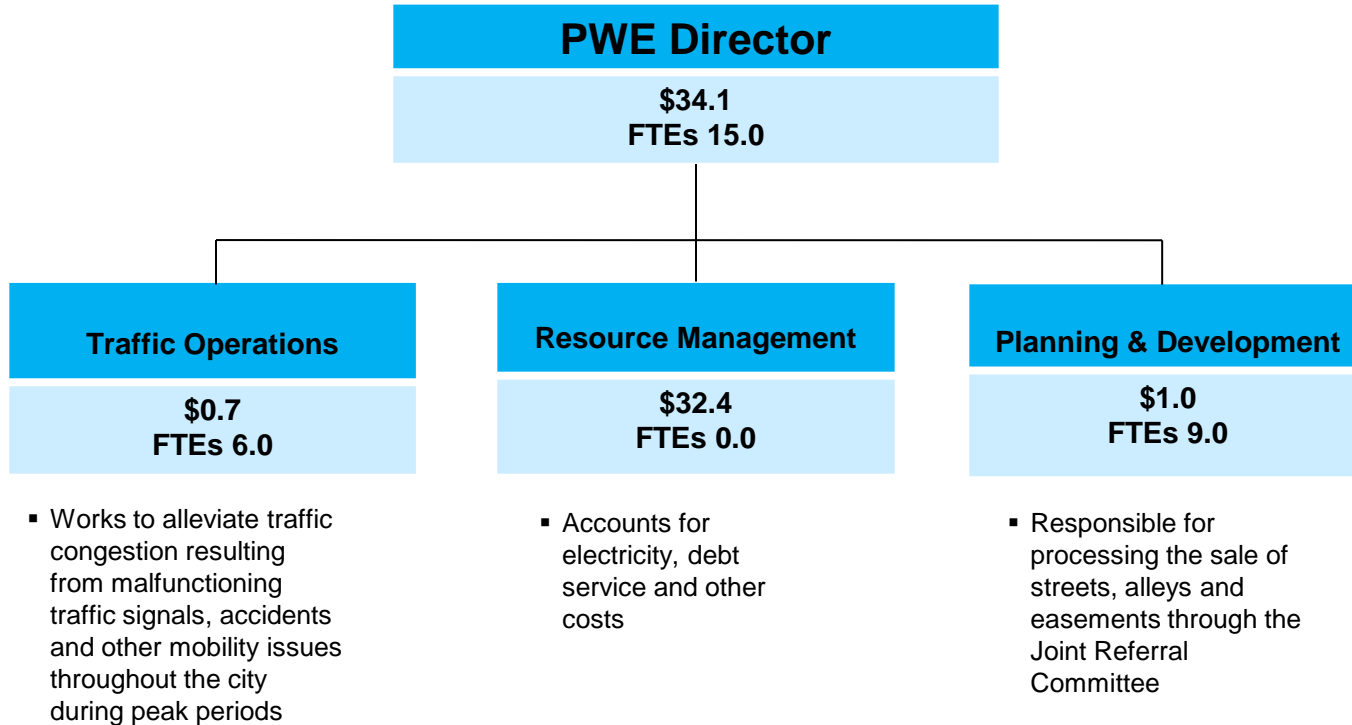 PWE Director
$34.1
FTEs 15.0
Traffic Operations
$0.7
FTEs 6.0
▪ Works to alleviate traffic
congestion resulting
from malfunctioning
traffic signals, accidents
and other mobility issues
throughout the city
during peak periods
Resource Management
$32.4
FTEs 0.0
▪ Accounts for
electricity, debt
service and other
costs
Planning & Development
$1.0
FTEs 9.0
▪ Responsible for
processing the sale of
streets, alleys and
easements through the
Joint Referral
Committee